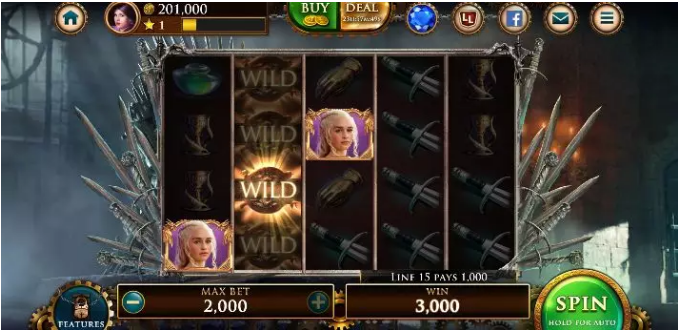 201,000
1
BUY
DEAL
LL
f
WILD
WILD
WILD
WILD
LINE 15 PAYS 1,000
MAX BET
2,000
WIN
3,000
SPIN
HOLD FOR AUTO
FEATURES